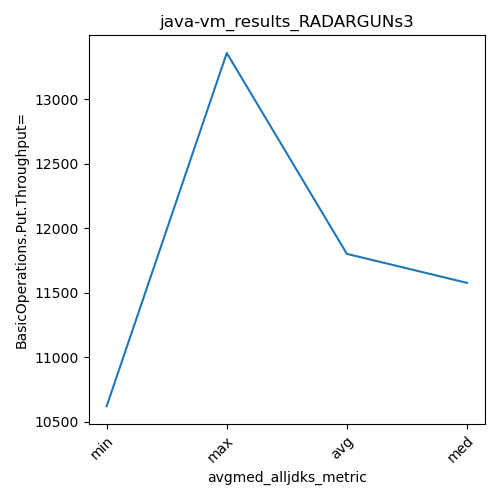 java-vm_results_RADARGUNs3
BasicOperations.Put.Throughput=
13000
12500
12000
11500
11000
10500
min
max
avg
med
avgmed_alljdks_metric